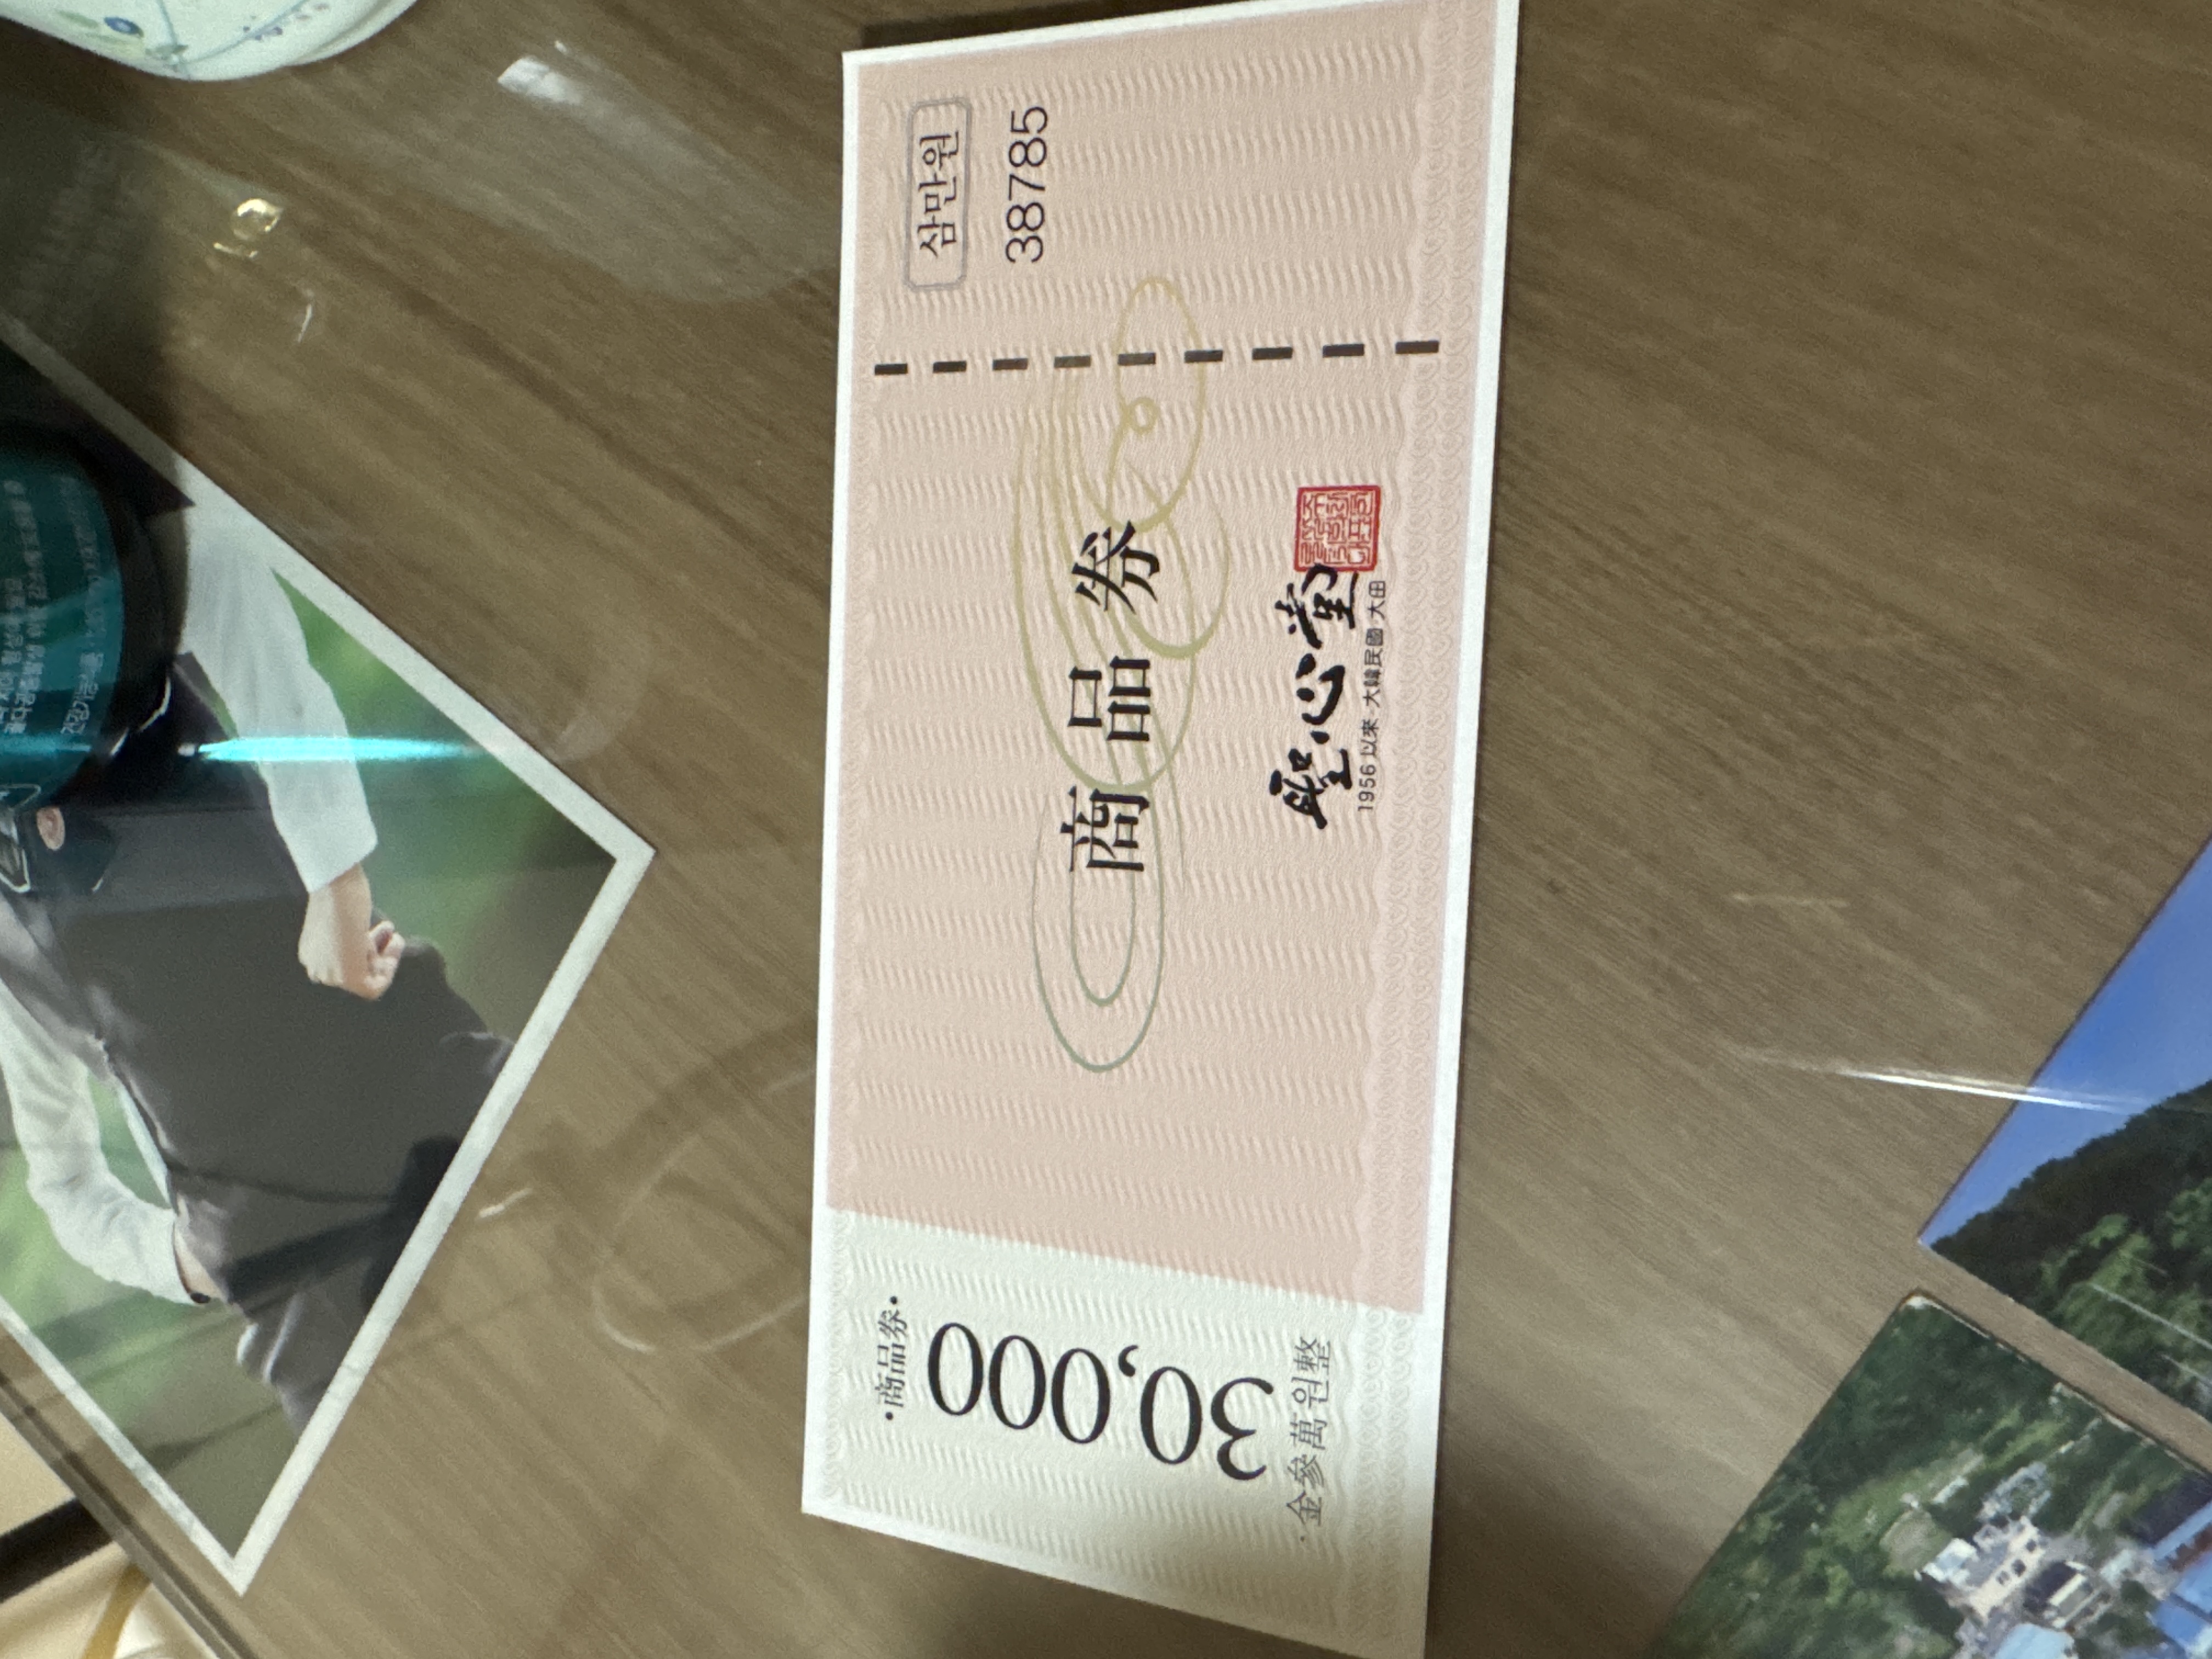 商品券
30,000
金參萬원整
商品券
聖心堂
1956 以來 大韓民國 大田
삼만원
38785